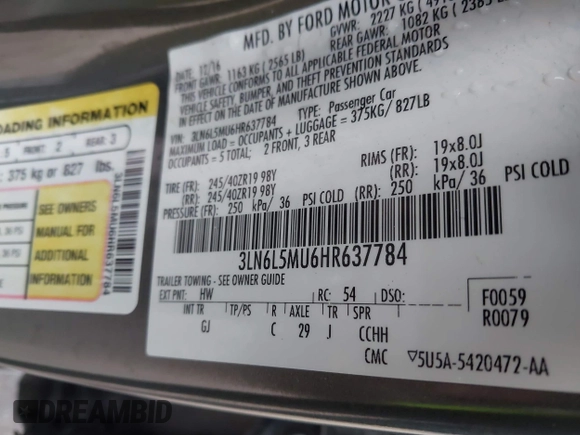 MFD. BY FORD MOTOR
GVWR: 2227 KG
DATE: 12/16
FRONT GAWR: 1163 KG (2565 LB)
REAR GAWR: 1082 KG
THIS VEHICLE CONFORMS TO ALL APPLICABLE FEDERAL MOTOR
VEHICLE SAFETY, BUMPER, AND THEFT PREVENTION STANDARDS
IN EFFECT ON THE DATE OF MANUFACTURE SHOWN ABOVE.
VIN: 3LN6L5MU6HR637784 TYPE: Passenger Car
MAXIMUM LOAD = OCCUPANTS + LUGGAGE = 375KG/ 827LB
OCCUPANTS = 5 TOTAL; 2 FRONT, 3 REAR
TIRE (FR): 245/40ZR19 98Y RIMS (FR): 19x8.0J
(RR): 245/40ZR19 98Y (RR): 19x8.0J
PRESSURE (FR): 250 kPa/ 36 PSI COLD (RR): 250 kPa/ 36 PSI COLD
3LN6L5MU6HR637784
TRAILER TOWING - SEE OWNER GUIDE
EXT PNT: HW RC: 54 DSO:
INT TR TP/PS R AXLE TR SPR
GJ C 29 J CCHH
F0059
R0079
CMC ▽5U5A-5420472-AA
LOADING INFORMATION
FRONT: 2 REAR: 3
375 kg or 827 lbs.
SEE OWNERS
MANUAL FOR
ADDITIONAL
INFORMATION
3LN6L5MU6HR637784
DREAMBID